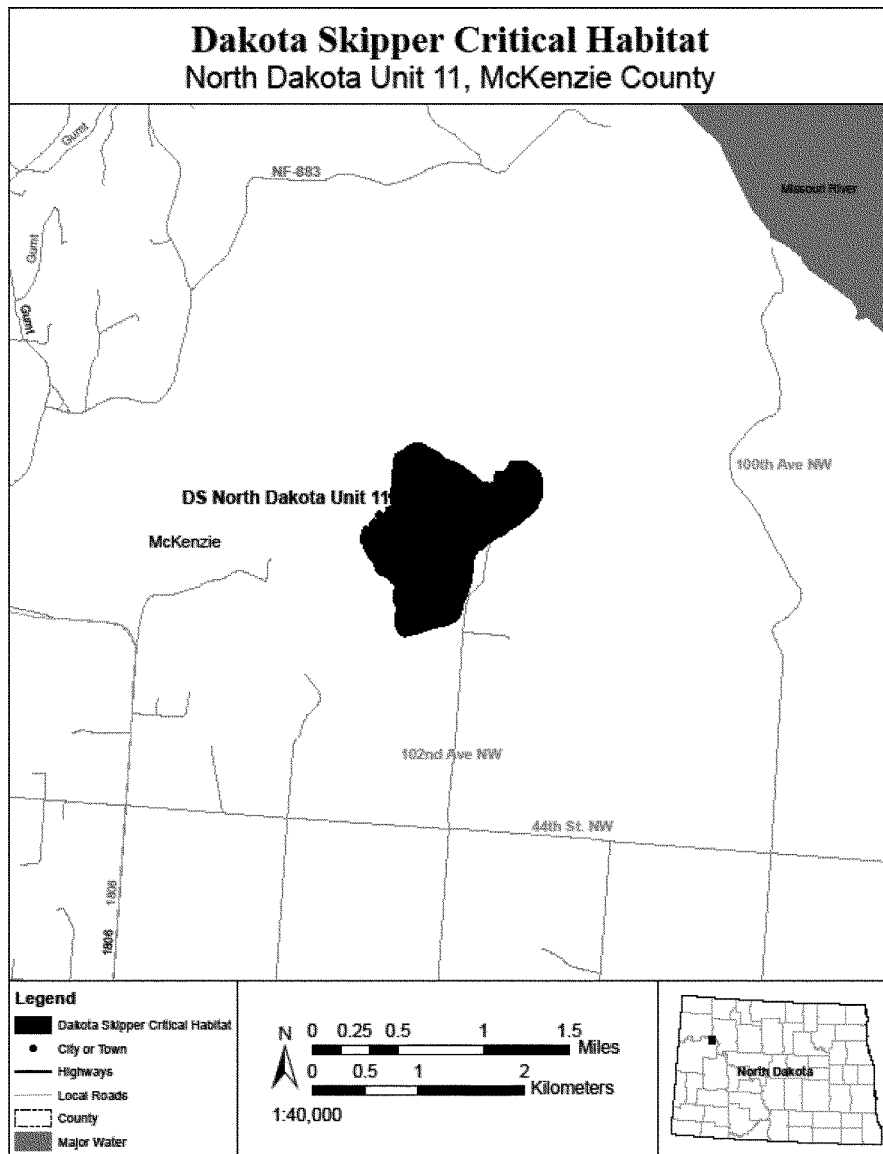 Dakota Skipper Critical Habitat
North Dakota Unit 11, McKenzie County
Gumt
NF-883
Missouri River
Gumt
Gumt
100th Ave NW
DS North Dakota Unit 11
McKenzie
102nd Ave NW
44th St. NW
1806
1806
Legend
Dakota Skipper Critical Habitat
City or Town
Highways
Local Roads
County
Major Water
N
0 0.25 0.5 1 1.5
Miles
0 0.5 1 2
Kilometers
1:40,000
North Dakota